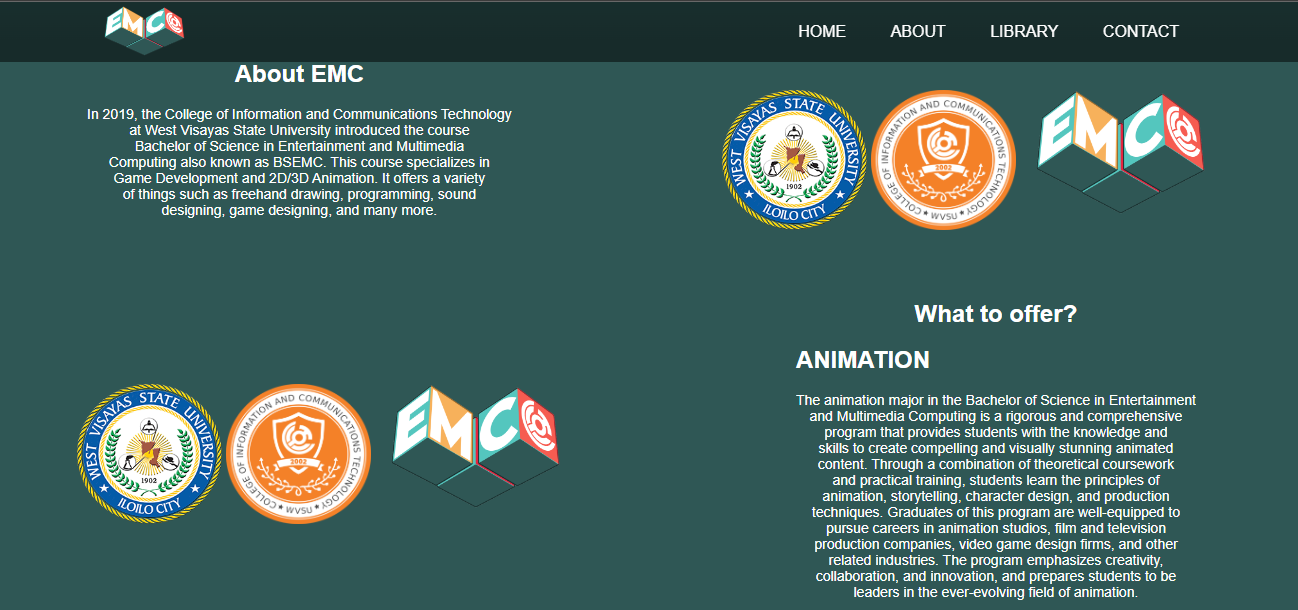 EMC
HOME
ABOUT
LIBRARY
CONTACT
About EMC
In 2019, the College of Information and Communications Technology
at West Visayas State University introduced the course
Bachelor of Science in Entertainment and Multimedia
Computing also known as BSEMC. This course specializes in
Game Development and 2D/3D Animation. It offers a variety
of things such as freehand drawing, programming, sound
designing, game designing, and many more.
WEST VISAYAS STATE UNIVERSITY
1902
ILOILO CITY
COLLEGE OF INFORMATION AND COMMUNICATIONS TECHNOLOGY
2002
WVSU
EMC
What to offer?
ANIMATION
The animation major in the Bachelor of Science in Entertainment
and Multimedia Computing is a rigorous and comprehensive
program that provides students with the knowledge and
skills to create compelling and visually stunning animated
content. Through a combination of theoretical coursework
and practical training, students learn the principles of
animation, storytelling, character design, and production
techniques. Graduates of this program are well-equipped to
pursue careers in animation studios, film and television
production companies, video game design firms, and other
related industries. The program emphasizes creativity,
collaboration, and innovation, and prepares students to be
leaders in the ever-evolving field of animation.
WEST VISAYAS STATE UNIVERSITY
1902
ILOILO CITY
COLLEGE OF INFORMATION AND COMMUNICATIONS TECHNOLOGY
2002
WVSU
EMC